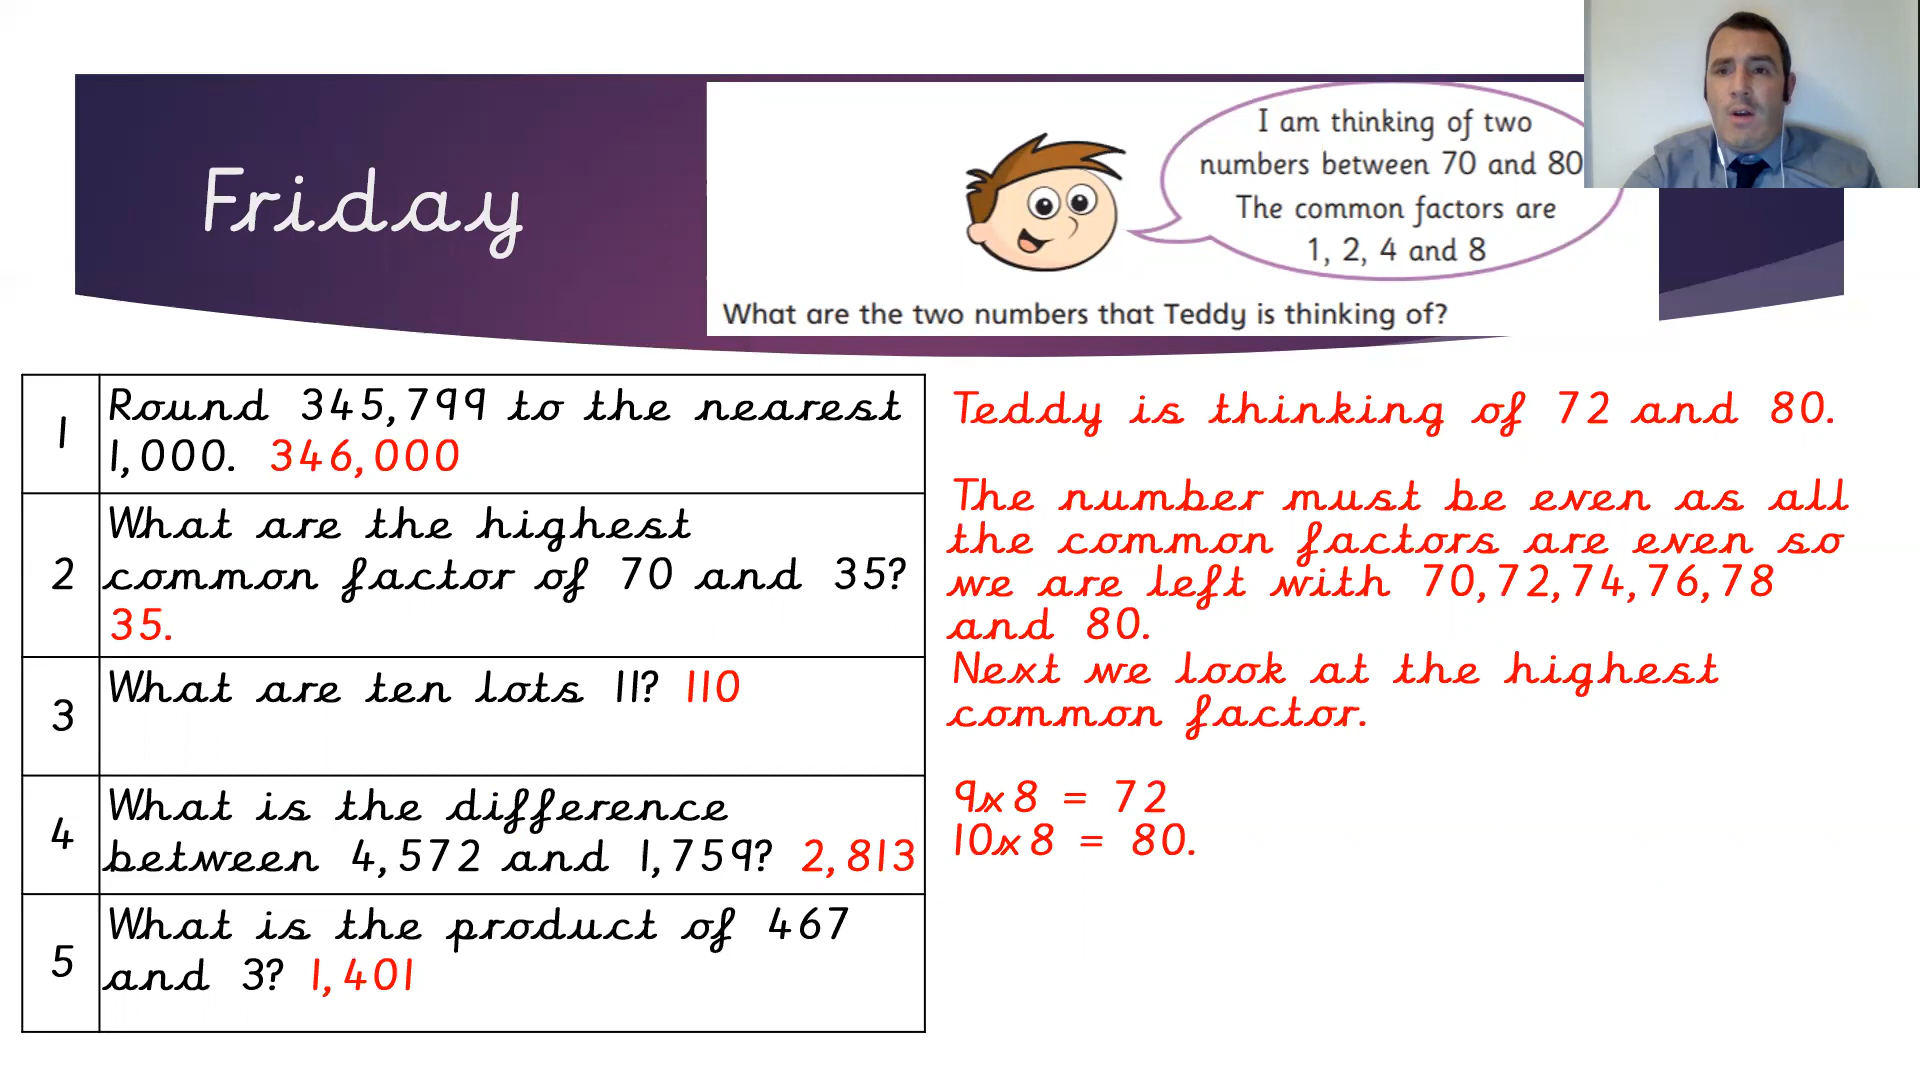 Friday
I am thinking of two
numbers between 70 and 80
The common factors are
1, 2, 4 and 8
What are the two numbers that Teddy is thinking of?
1
Round 345,799 to the nearest
1,000. 346,000
2
What are the highest
common factor of 70 and 35?
35.
3
What are ten lots 11? 110
4
What is the difference
between 4,572 and 1,759? 2,813
5
What is the product of 467
and 3? 1,401
Teddy is thinking of 72 and 80.
The number must be even as all
the common factors are even so
we are left with 70,72,74,76,78
and 80.
Next we look at the highest
common factor.
9x8 = 72
10x8 = 80.